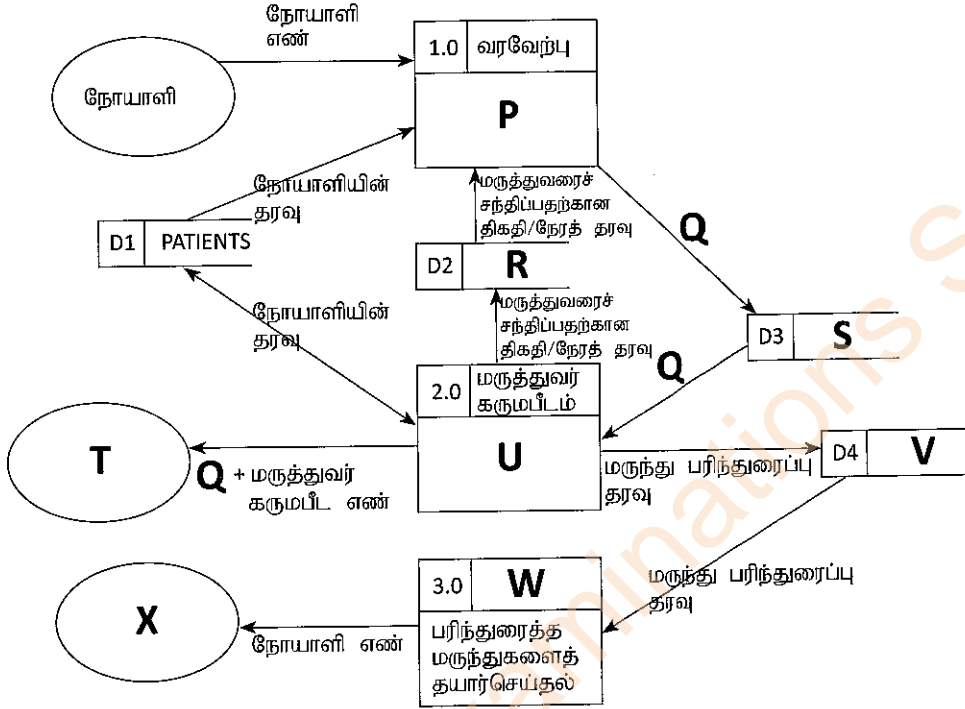 நோயாளி
எண்
1.0 வரவேற்பு
நோயாளி
P
நோயாளியின்
தரவு
மருத்துவரைச்
சந்திப்பதற்கான
திகதி/நேரத் தரவு
Q
D1 PATIENTS
D2 R
நோயாளியின்
தரவு
மருத்துவரைச்
சந்திப்பதற்கான
திகதி/நேரத் தரவு
D3 S
Q
2.0 மருத்துவர்
கருமபீடம்
U
T
Q + மருத்துவர்
கருமபீட எண்
மருந்து பரிந்துரைப்பு
தரவு
D4 V
3.0 W
மருந்து பரிந்துரைப்பு
தரவு
X
நோயாளி எண்
பரிந்துரைத்த
மருந்துகளைத்
தயார்செய்தல்
aminations S